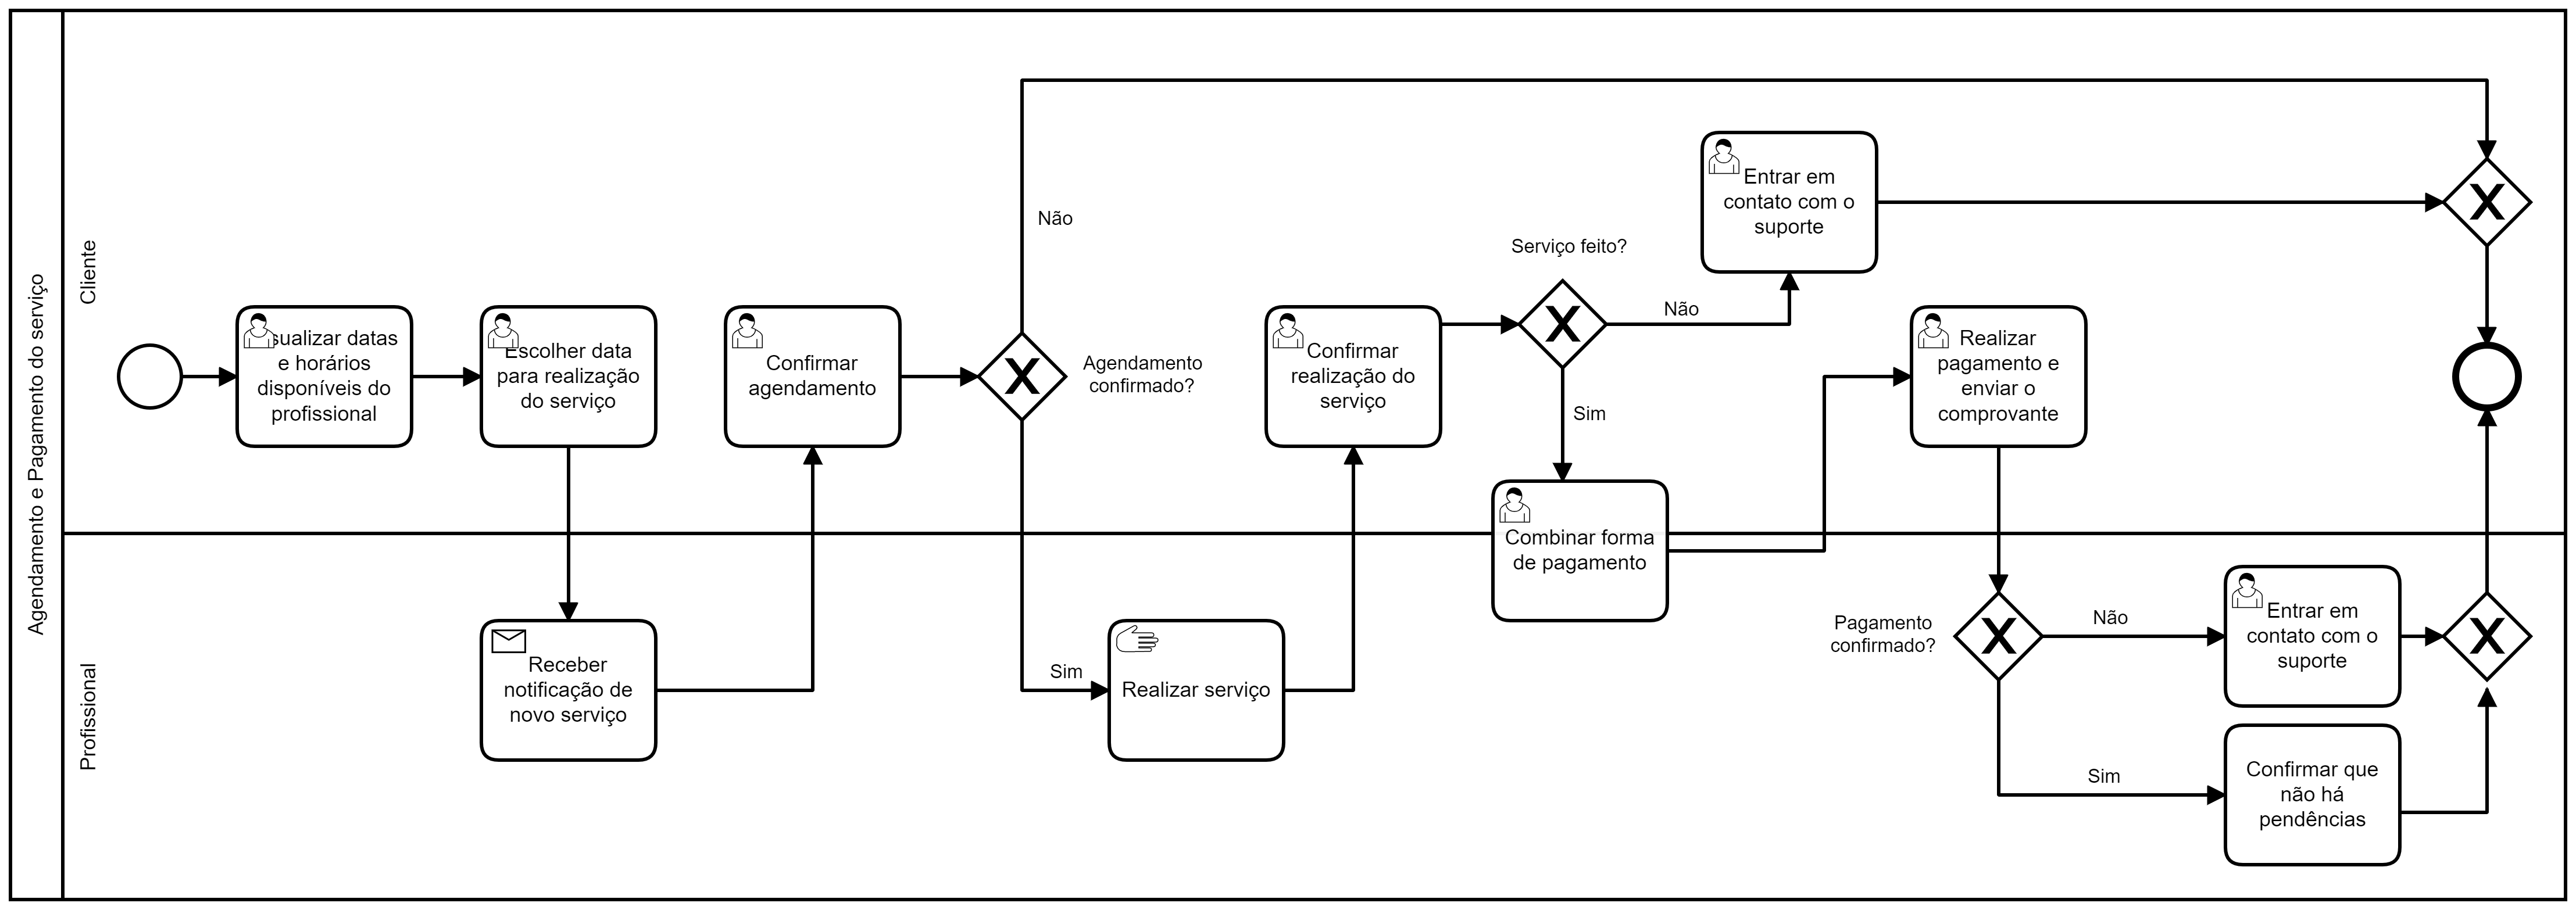 Agendamento e Pagamento do serviço
Cliente
sualizar datas
e horários
disponíveis do
profissional
Escolher data
para realização
do serviço
Confirmar
agendamento
Não
Agendamento
confirmado?
Sim
Confirmar
realização do
serviço
Serviço feito?
Não
Sim
Entrar em
contato com o
suporte
Combinar forma
de pagamento
Realizar
pagamento e
enviar o
comprovante
Profissional
Receber
notificação de
novo serviço
Realizar serviço
Pagamento
confirmado?
Não
Sim
Entrar em
contato com o
suporte
Confirmar que
não há
pendências